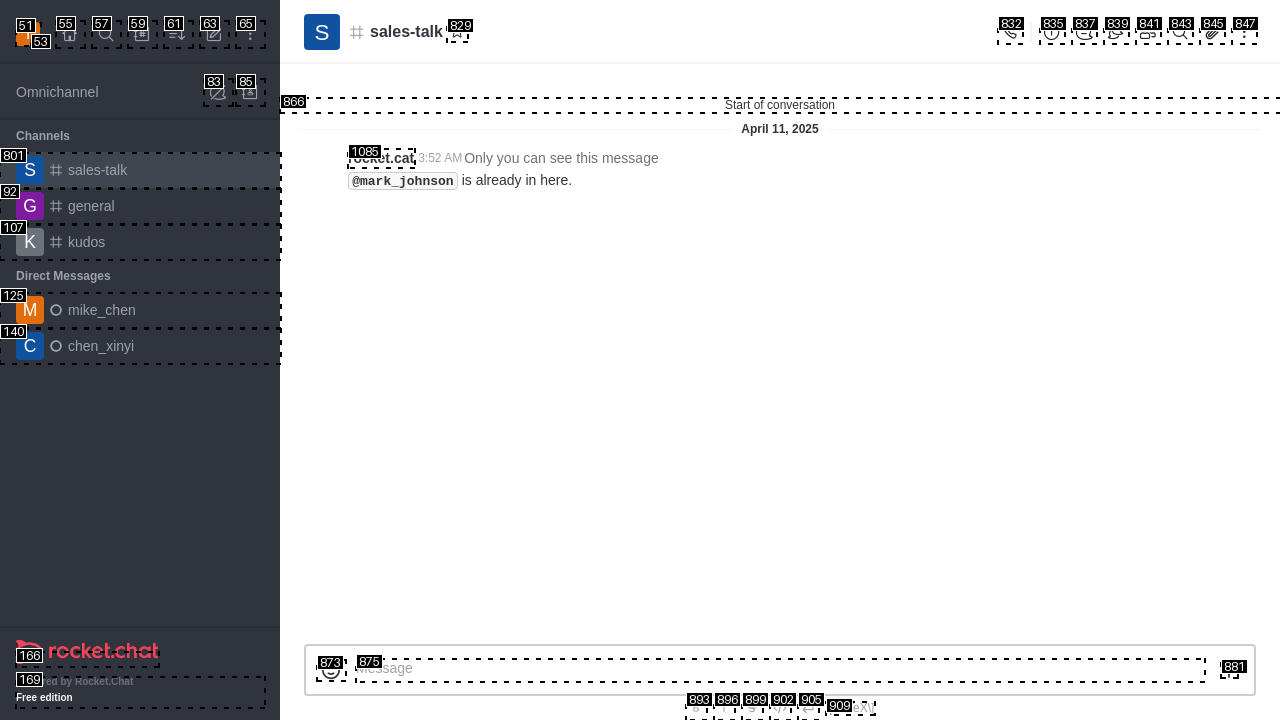 51
53
55
57
59
61
63
65
Omnichannel
83
85
Channels
801
S
sales-talk
92
G
general
107
K
kudos
Direct Messages
125
M
mike_chen
140
C
chen_xinyi
166
rocket.chat
169
by Rocket.Chat
Free edition
S
sales-talk
829
832
835
837
839
841
843
845
847
866
Start of conversation
April 11, 2025
1085
rocket.cat 3:52 AM Only you can see this message
@mark_johnson is already in here.
873
875
Message
881
893
896
899
902
905
909